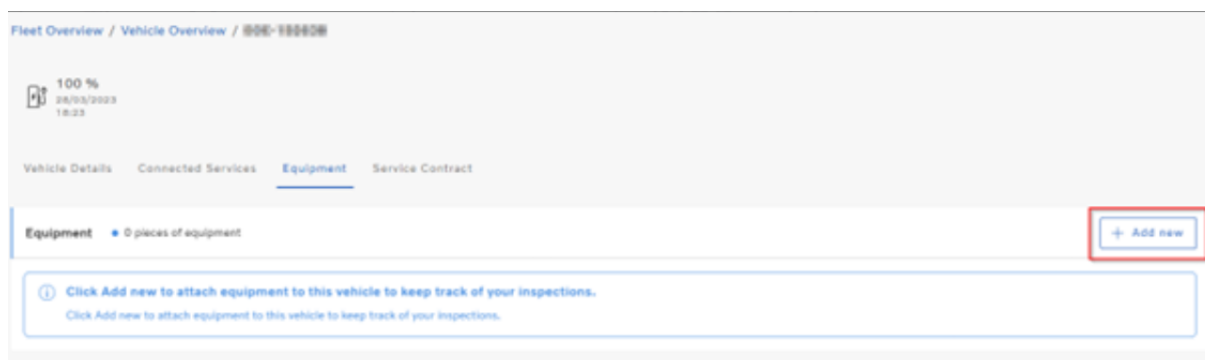 Fleet Overview / Vehicle Overview /
100 %
28/03/2023
18:23
Vehicle Details Connected Services Equipment Service Contract
Equipment 0 pieces of equipment + Add new
Click Add new to attach equipment to this vehicle to keep track of your inspections.
Click Add new to attach equipment to this vehicle to keep track of your inspections.